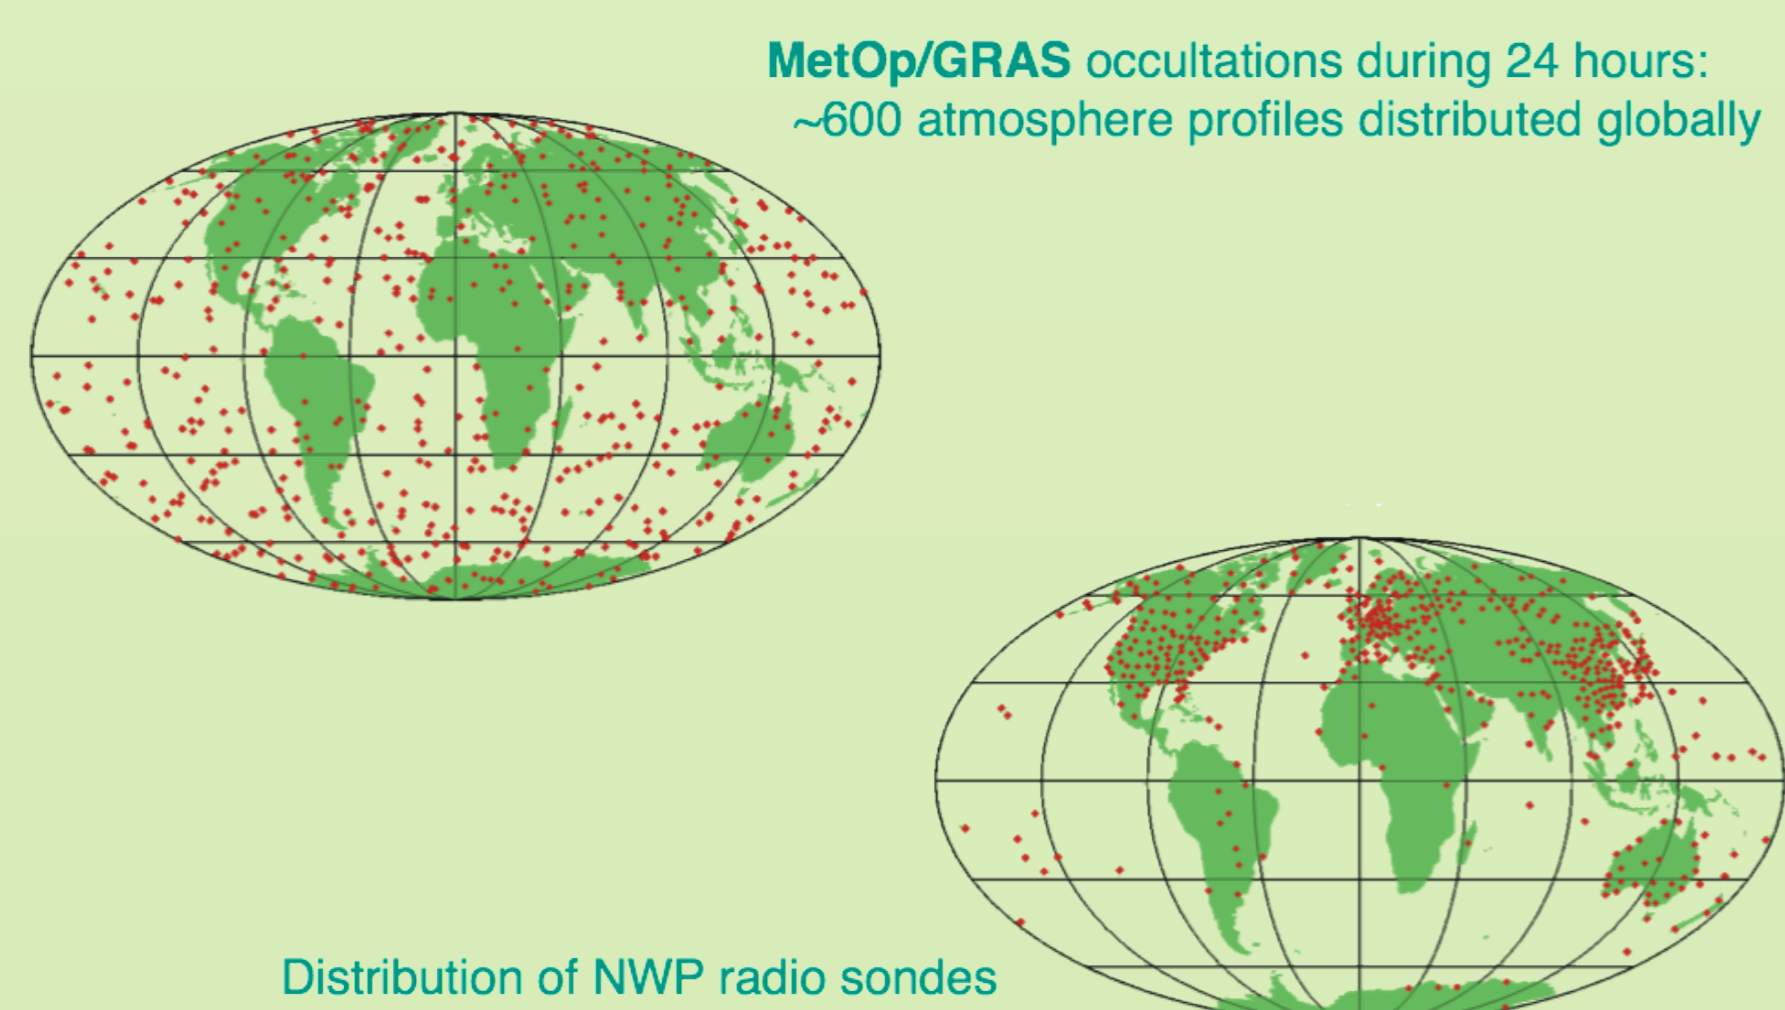 MetOp/GRAS occultations during 24 hours:
~600 atmosphere profiles distributed globally
Distribution of NWP radio sondes